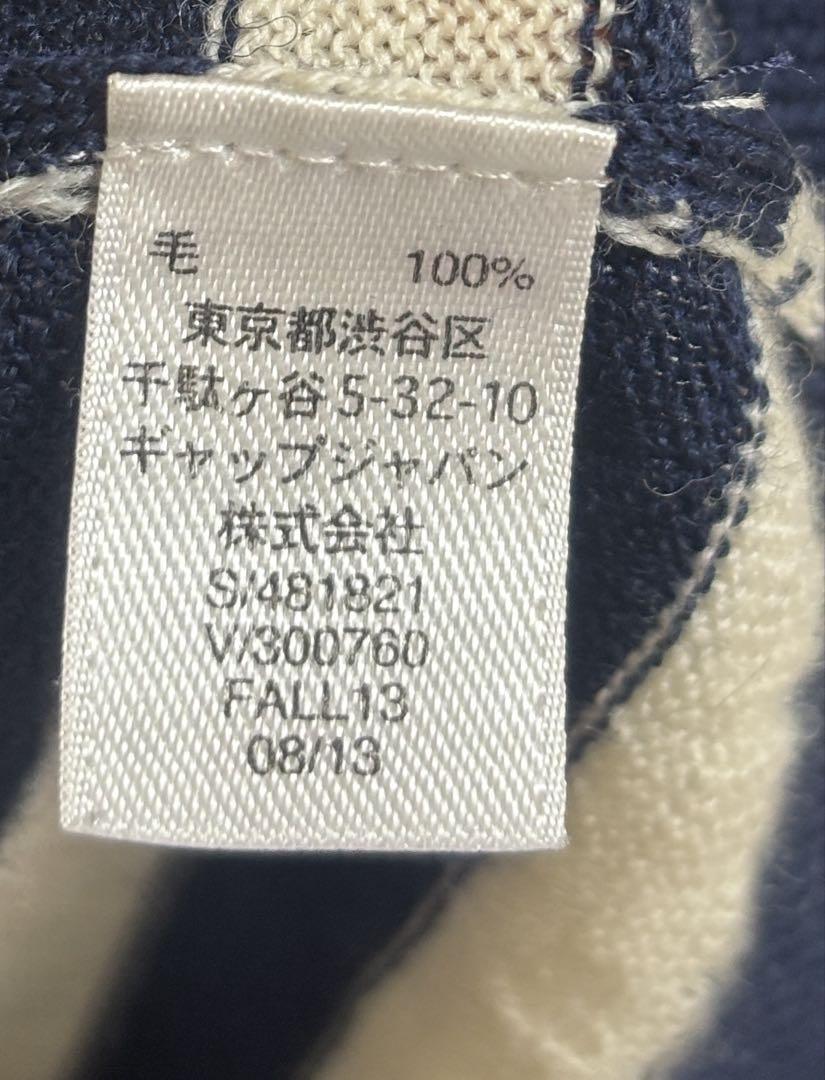 毛 100%
東京都渋谷区
千駄ヶ谷5-32-10
ギャップジャパン
株式会社
S/481821
V/300760
FALL13
08/13